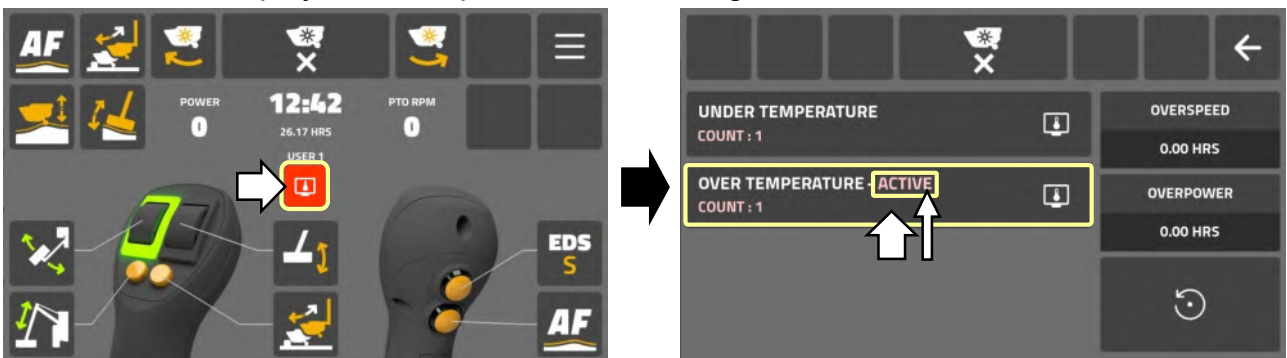 AF
POWER
12:42
PTO RPM
0
26.17 HRS
0
USER 1
EDS
S
AF
UNDER TEMPERATURE
COUNT : 1
OVER TEMPERATURE - ACTIVE
COUNT : 1
OVERSPEED
0.00 HRS
OVERPOWER
0.00 HRS